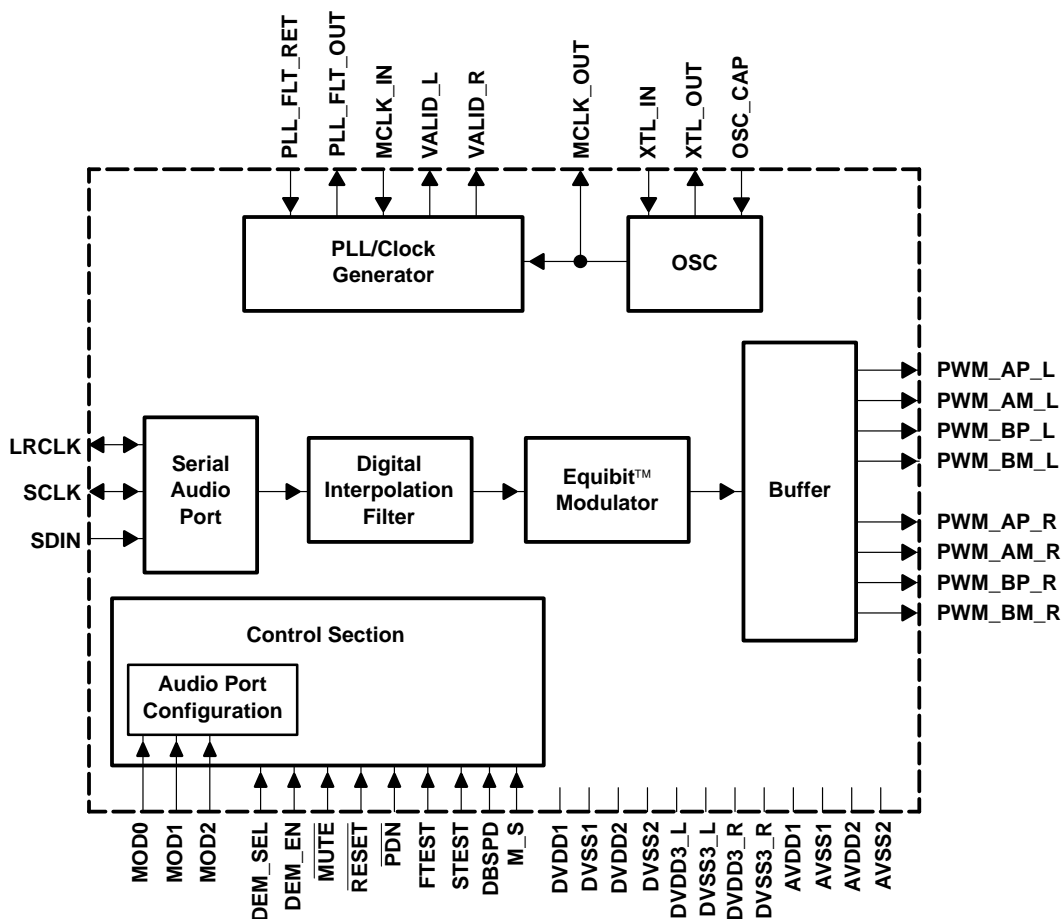 PLL_FLT_RET
PLL_FLT_OUT
MCLK_IN
VALID_L
VALID_R
MCLK_OUT
XTL_IN
XTL_OUT
OSC_CAP
PLL/Clock
Generator
OSC
LRCLK
SCLK
SDIN
Serial
Audio
Port
Digital
Interpolation
Filter
Equibit™
Modulator
Buffer
PWM_AP_L
PWM_AM_L
PWM_BP_L
PWM_BM_L
PWM_AP_R
PWM_AM_R
PWM_BP_R
PWM_BM_R
Control Section
Audio Port
Configuration
MOD0
MOD1
MOD2
DEM_SEL
DEM_EN
MUTE
RESET
PDN
FTEST
STEST
DBSPD
M_S
DVDD1
DVSS1
DVDD2
DVSS2
DVDD3_L
DVSS3_L
DVDD3_R
DVSS3_R
AVDD1
AVSS1
AVDD2
AVSS2